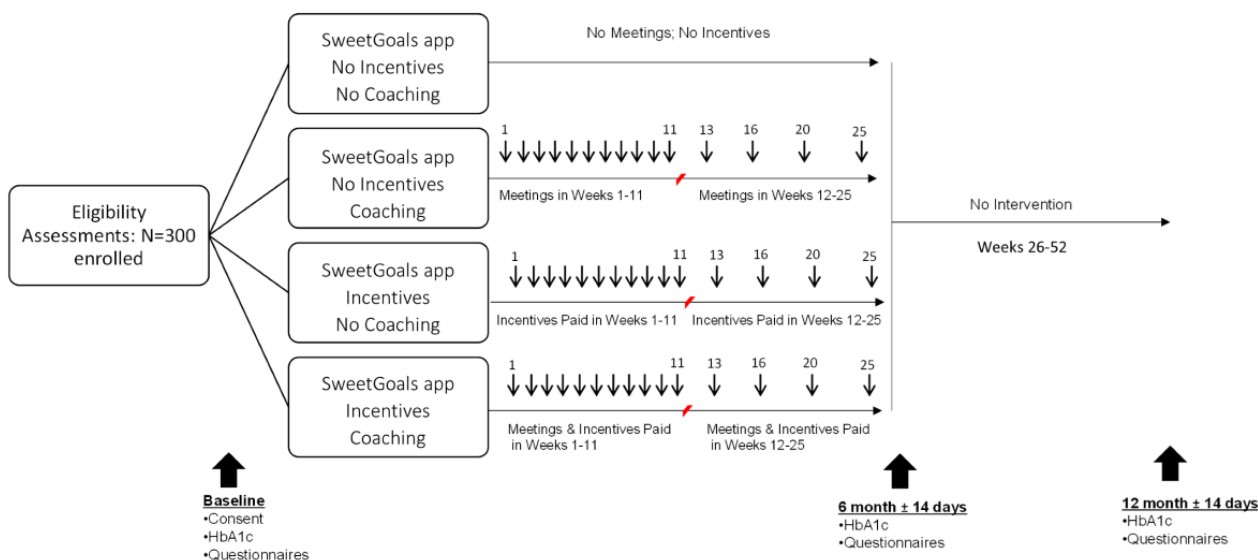 Eligibility
Assessments: N=300
enrolled
SweetGoals app
No Incentives
No Coaching
No Meetings; No Incentives
SweetGoals app
No Incentives
Coaching
1 11 13 16 20 25
Meetings in Weeks 1-11 Meetings in Weeks 12-25
SweetGoals app
Incentives
No Coaching
1 11 13 16 20 25
Incentives Paid in Weeks 1-11 Incentives Paid in Weeks 12-25
SweetGoals app
Incentives
Coaching
1 11 13 16 20 25
Meetings & Incentives Paid
in Weeks 1-11
Meetings & Incentives Paid
in Weeks 12-25
No Intervention
Weeks 26-52
Baseline
•Consent
•HbA1c
•Questionnaires
6 month ± 14 days
•HbA1c
•Questionnaires
12 month ± 14 days
•HbA1c
•Questionnaires